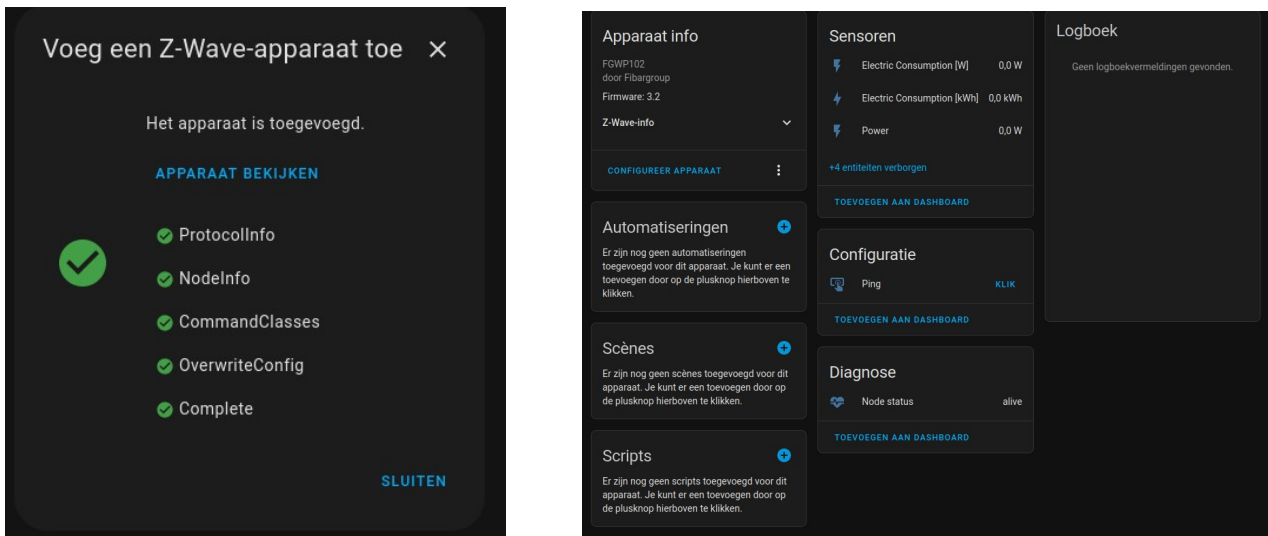 Voeg een Z-Wave-apparaat toe
Het apparaat is toegevoegd.
APPARAAT BEKIJKEN
ProtocolInfo
NodeInfo
CommandClasses
OverwriteConfig
Complete
SLUITEN
Apparaat info
FGWP102
door Fibargroup
Firmware: 3.2
Z-Wave-info
CONFIGUREER APPARAAT
Automatiseringen
Er zijn nog geen automatiseringen
toegevoegd voor dit apparaat. Je kunt er een
toevoegen door op de plusknop hierboven te
klikken.
Scènes
Er zijn nog geen scènes toegevoegd voor dit
apparaat. Je kunt er een toevoegen door op
de plusknop hierboven te klikken.
Scripts
Er zijn nog geen scripts toegevoegd voor dit
apparaat. Je kunt er een toevoegen door op
de plusknop hierboven te klikken.
Sensoren
Electric Consumption [W] 0,0 W
Electric Consumption [kWh] 0,0 kWh
Power 0,0 W
+4 entiteiten verborgen
TOEVOEGEN AAN DASHBOARD
Configuratie
Ping KLIK
TOEVOEGEN AAN DASHBOARD
Diagnose
Node status alive
TOEVOEGEN AAN DASHBOARD
Logboek
Geen logboekvermeldingen gevonden.